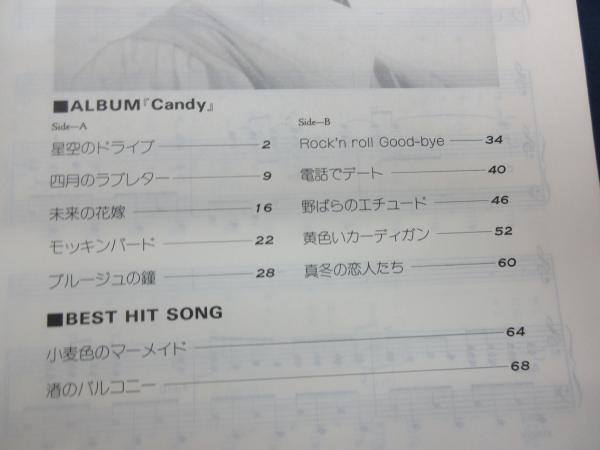 ■ALBUM『Candy』
Side—A
星空のドライブ 2
四月のラブレター 9
未来の花嫁 16
モッキンバード 22
ブルージュの鐘 28
Side—B
Rock'n roll Good-bye 34
電話でデート 40
野ばらのエチュード 46
黄色いカーディガン 52
真冬の恋人たち 60
■BEST HIT SONG
小麦色のマーメイド 64
渚のバルコニー 68